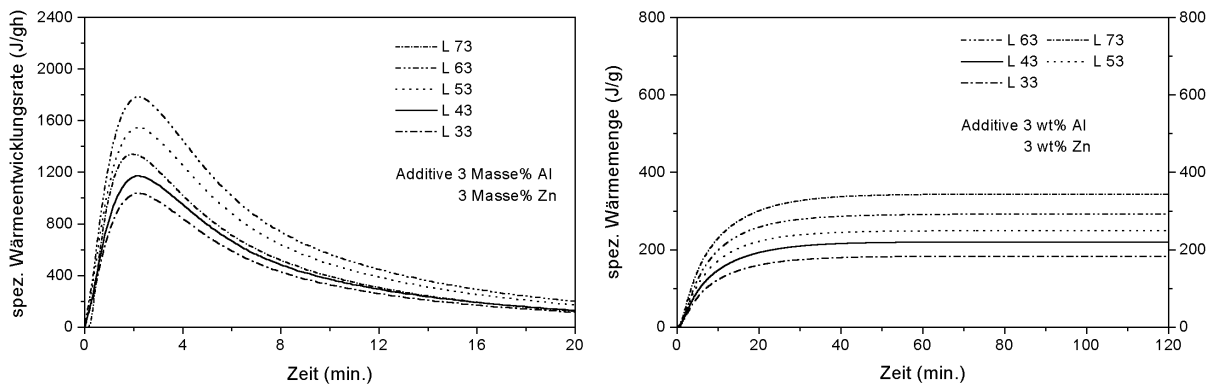 spez. Wärmeentwicklungsrate (J/gh)
2400
2000
1600
1200
800
400
0
L 73
L 63
L 53
L 43
L 33
Additive 3 Masse% Al
3 Masse% Zn
0 4 8 12 16 20
Zeit (min.)
spez. Wärmemenge (J/g)
800
600
400
200
0
L 63 L 73
L 43 L 53
L 33
Additive 3 wt% Al
3 wt% Zn
800
600
400
200
0
0 20 40 60 80 100 120
Zeit (min.)